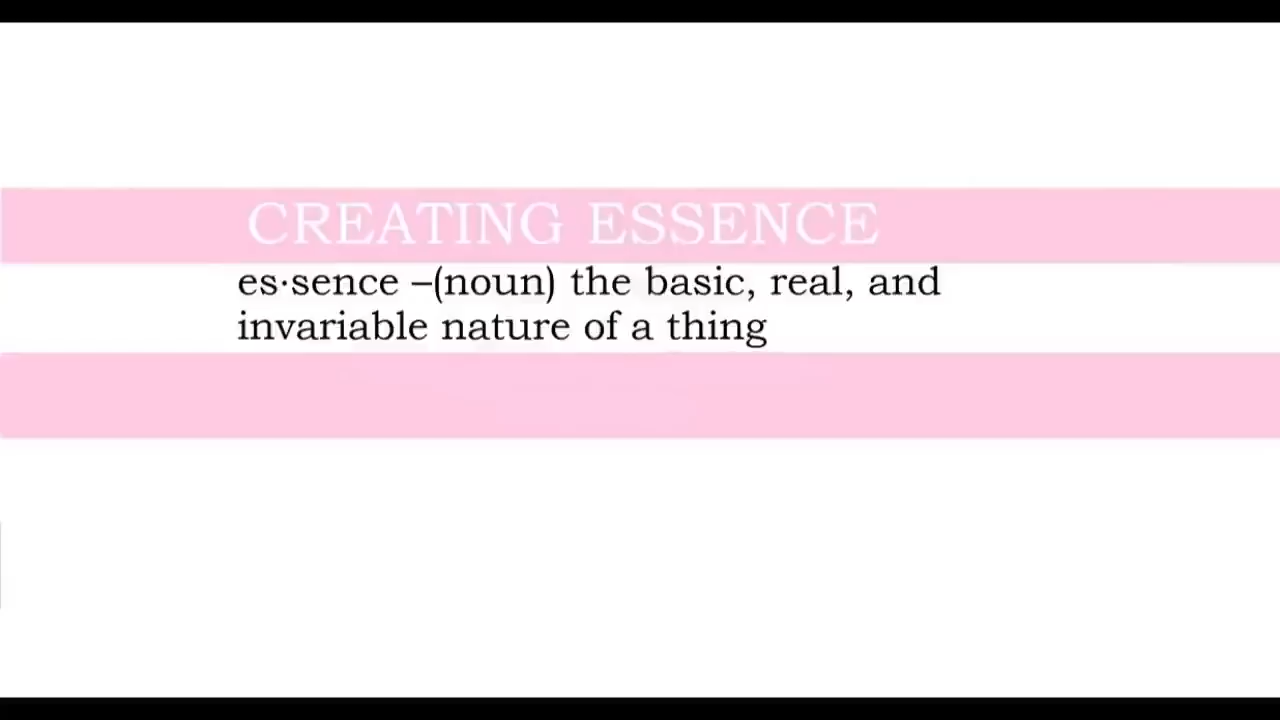 CREATING ESSENCE
es·sence –(noun) the basic, real, and
invariable nature of a thing